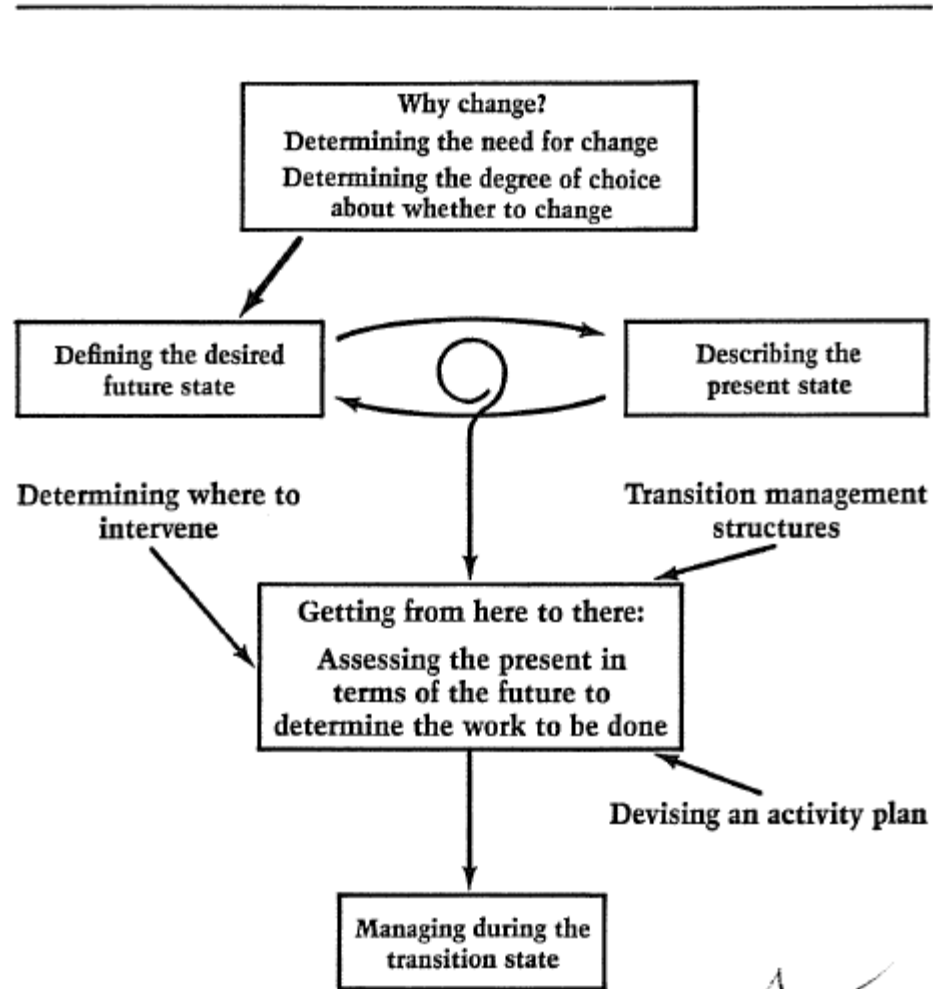 Why change?
Determining the need for change
Determining the degree of choice
about whether to change
Defining the desired
future state
Describing the
present state
Determining where to
intervene
Transition management
structures
Getting from here to there:
Assessing the present in
terms of the future to
determine the work to be done
Devising an activity plan
Managing during the
transition state